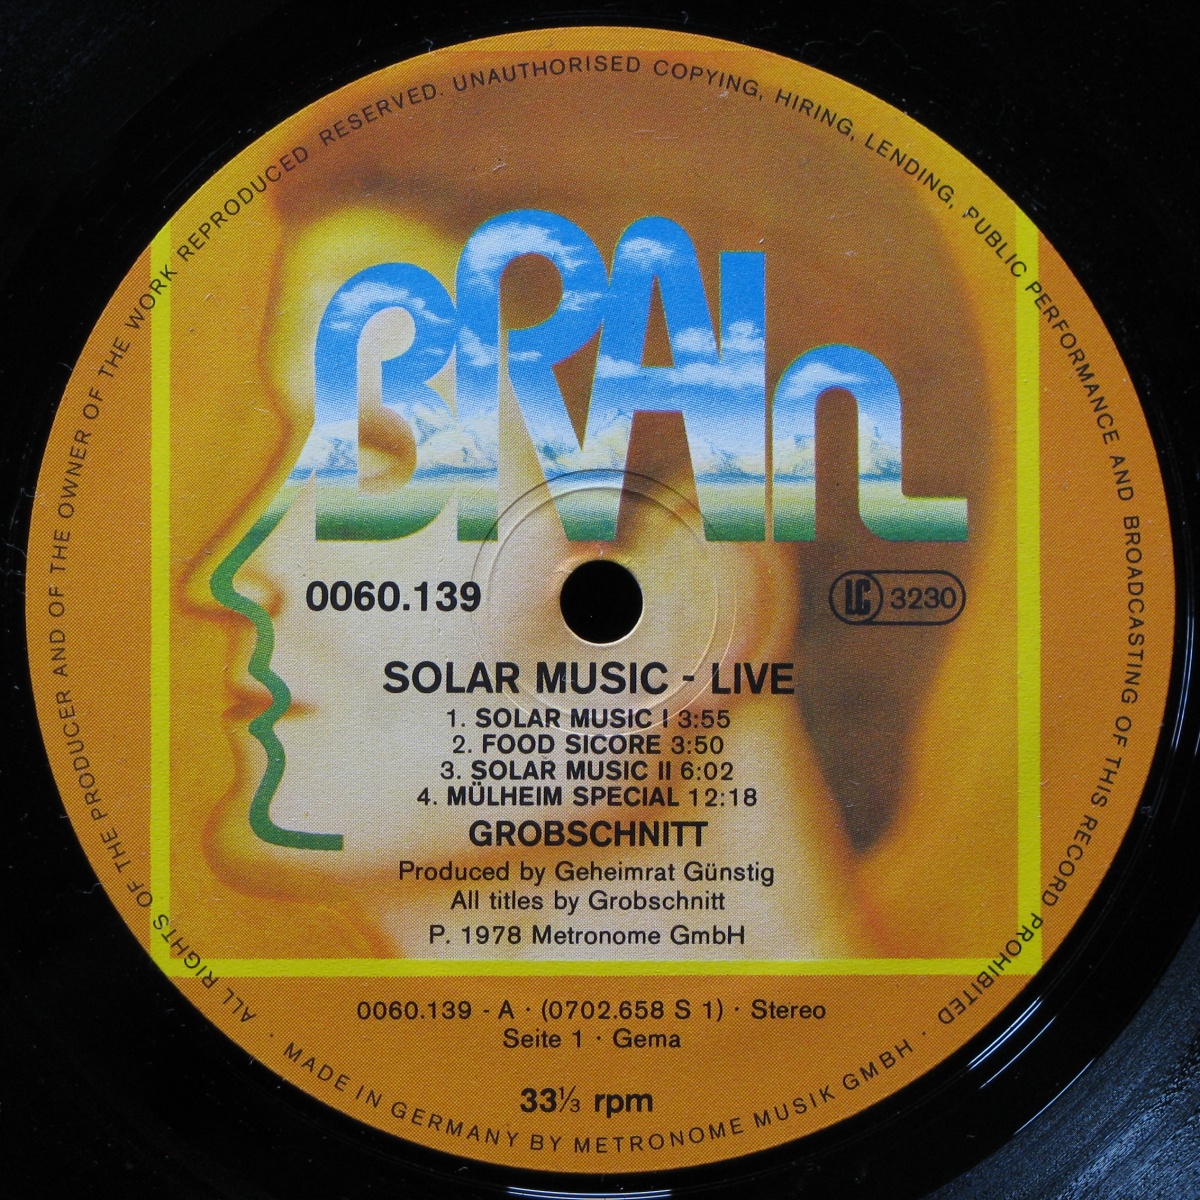 ALL RIGHTS OF THE PRODUCER AND OF THE OWNER OF THE WORK REPRODUCED RESERVED. UNAUTHORISED COPYING, HIRING, LENDING, PUBLIC PERFORMANCE AND BROADCASTING OF THIS RECORD PROHIBITED ·
BRAIn
0060.139
LC 3230
SOLAR MUSIC - LIVE
1. SOLAR MUSIC I 3:55
2. FOOD SICORE 3:50
3. SOLAR MUSIC II 6:02
4. MÜLHEIM SPECIAL 12:18
GROBSCHNITT
Produced by Geheimrat Günstig
All titles by Grobschnitt
P. 1978 Metronome GmbH
0060.139 - A · (0702.658 S 1) · Stereo
Seite 1 · Gema
33⅓ rpm
· MADE IN GERMANY BY METRONOME MUSIK GMBH